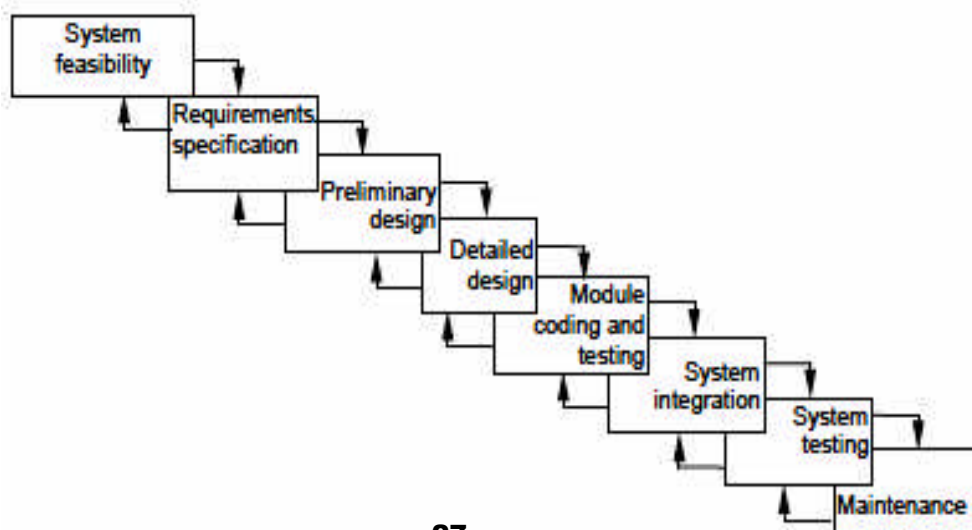 System
feasibility
Requirements
specification
Preliminary
design
Detailed
design
Module
coding and
testing
System
integration
System
testing
Maintenance